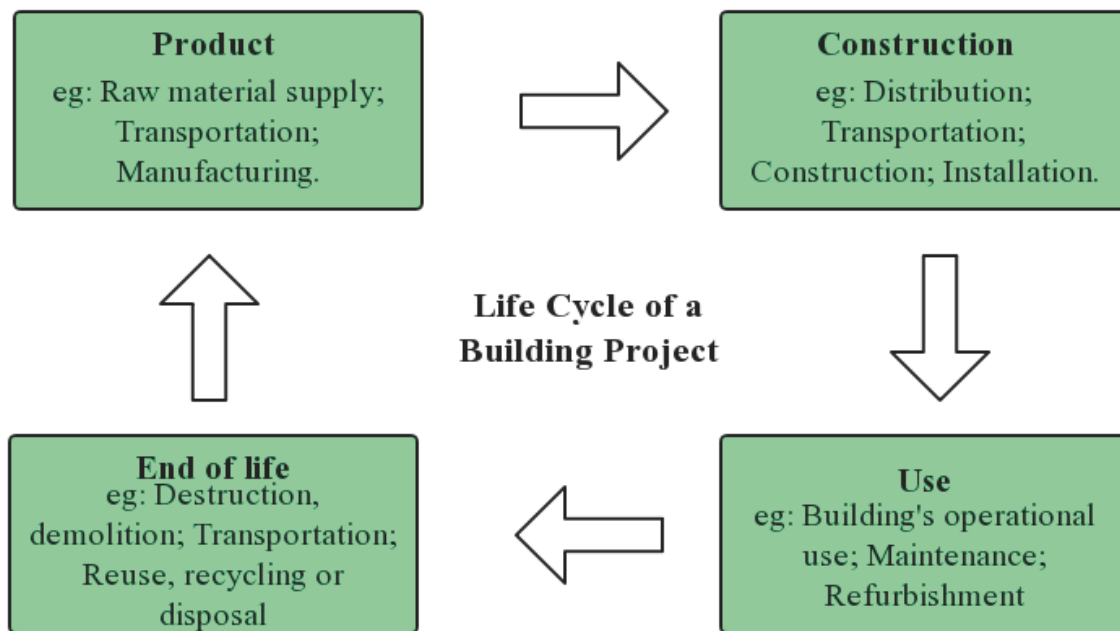 Product
eg: Raw material supply;
Transportation;
Manufacturing.
Construction
eg: Distribution;
Transportation;
Construction; Installation.
Life Cycle of a
Building Project
End of life
eg: Destruction,
demolition; Transportation;
Reuse, recycling or
disposal
Use
eg: Building's operational
use; Maintenance;
Refurbishment